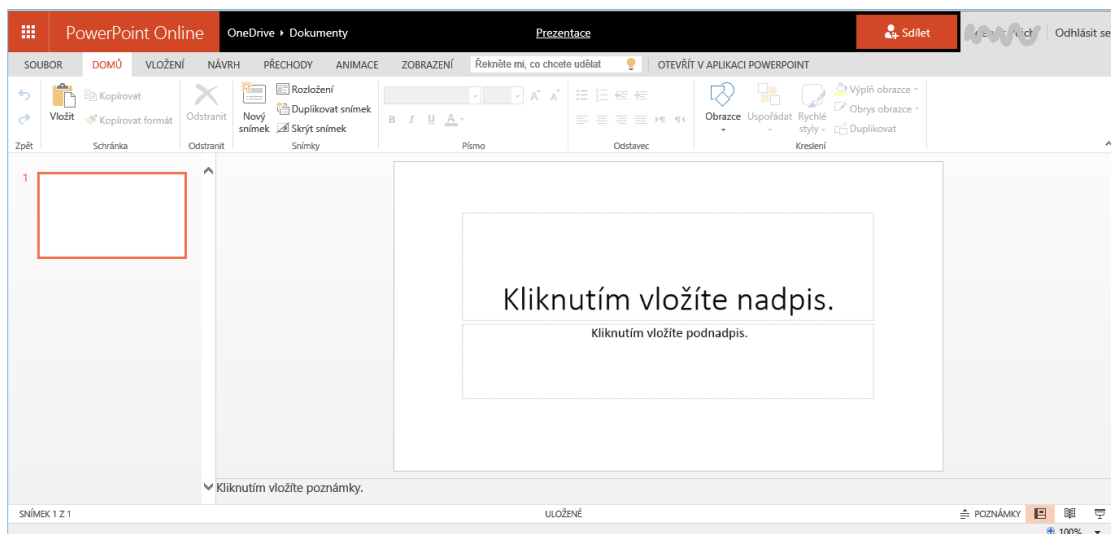 PowerPoint Online OneDrive ▸ Dokumenty Prezentace Sdílet Odhlásit se
SOUBOR DOMŮ VLOŽENÍ NÁVRH PŘECHODY ANIMACE ZOBRAZENÍ Řekněte mi, co chcete udělat OTEVŘÍT V APLIKACI POWERPOINT
Vložit
Kopírovat
Kopírovat formát
Odstranit
Nový
snímek
Rozložení
Duplikovat snímek
Skrýt snímek
B I U A
A A
Obrazce
Uspořádat
Rychlé
styly
Výplň obrazce
Obrys obrazce
Duplikovat
Zpět Schránka Odstranit Snímky Písmo Odstavec Kreslení
1
Kliknutím vložíte nadpis.
Kliknutím vložíte podnadpis.
Kliknutím vložíte poznámky.
SNÍMEK 1 Z 1 ULOŽENÉ POZNÁMKY
100%